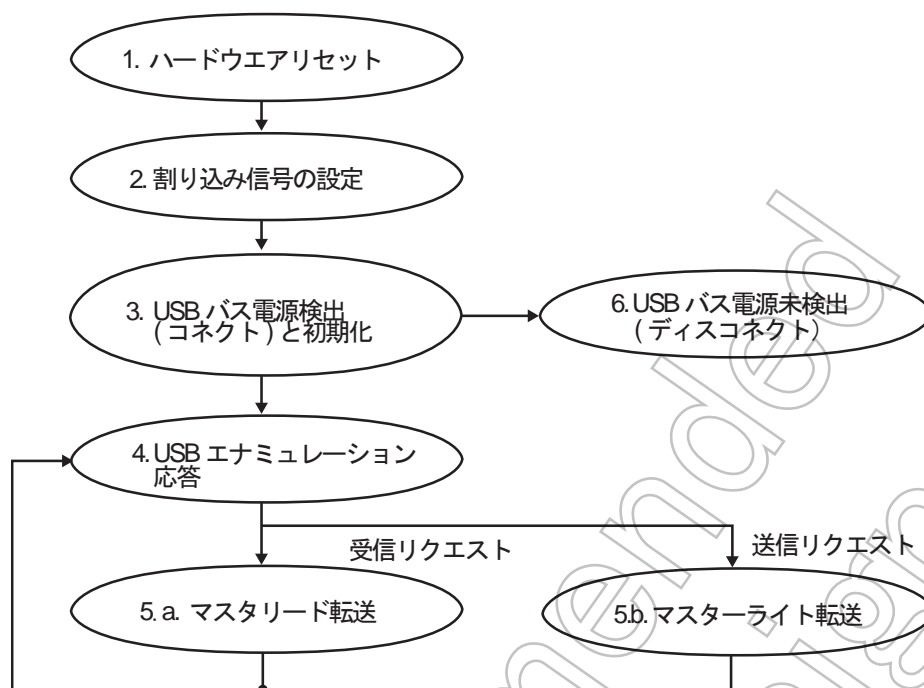 1. ハードウエアリセット
2. 割り込み信号の設定
3. USB バス電源検出
(コネクト)と初期化
6. USB バス電源未検出
(ディスコネクト)
4. USB エナミュレーション
応答
受信リクエスト
送信リクエスト
5. a. マスタリード転送
5.b. マスターライト転送